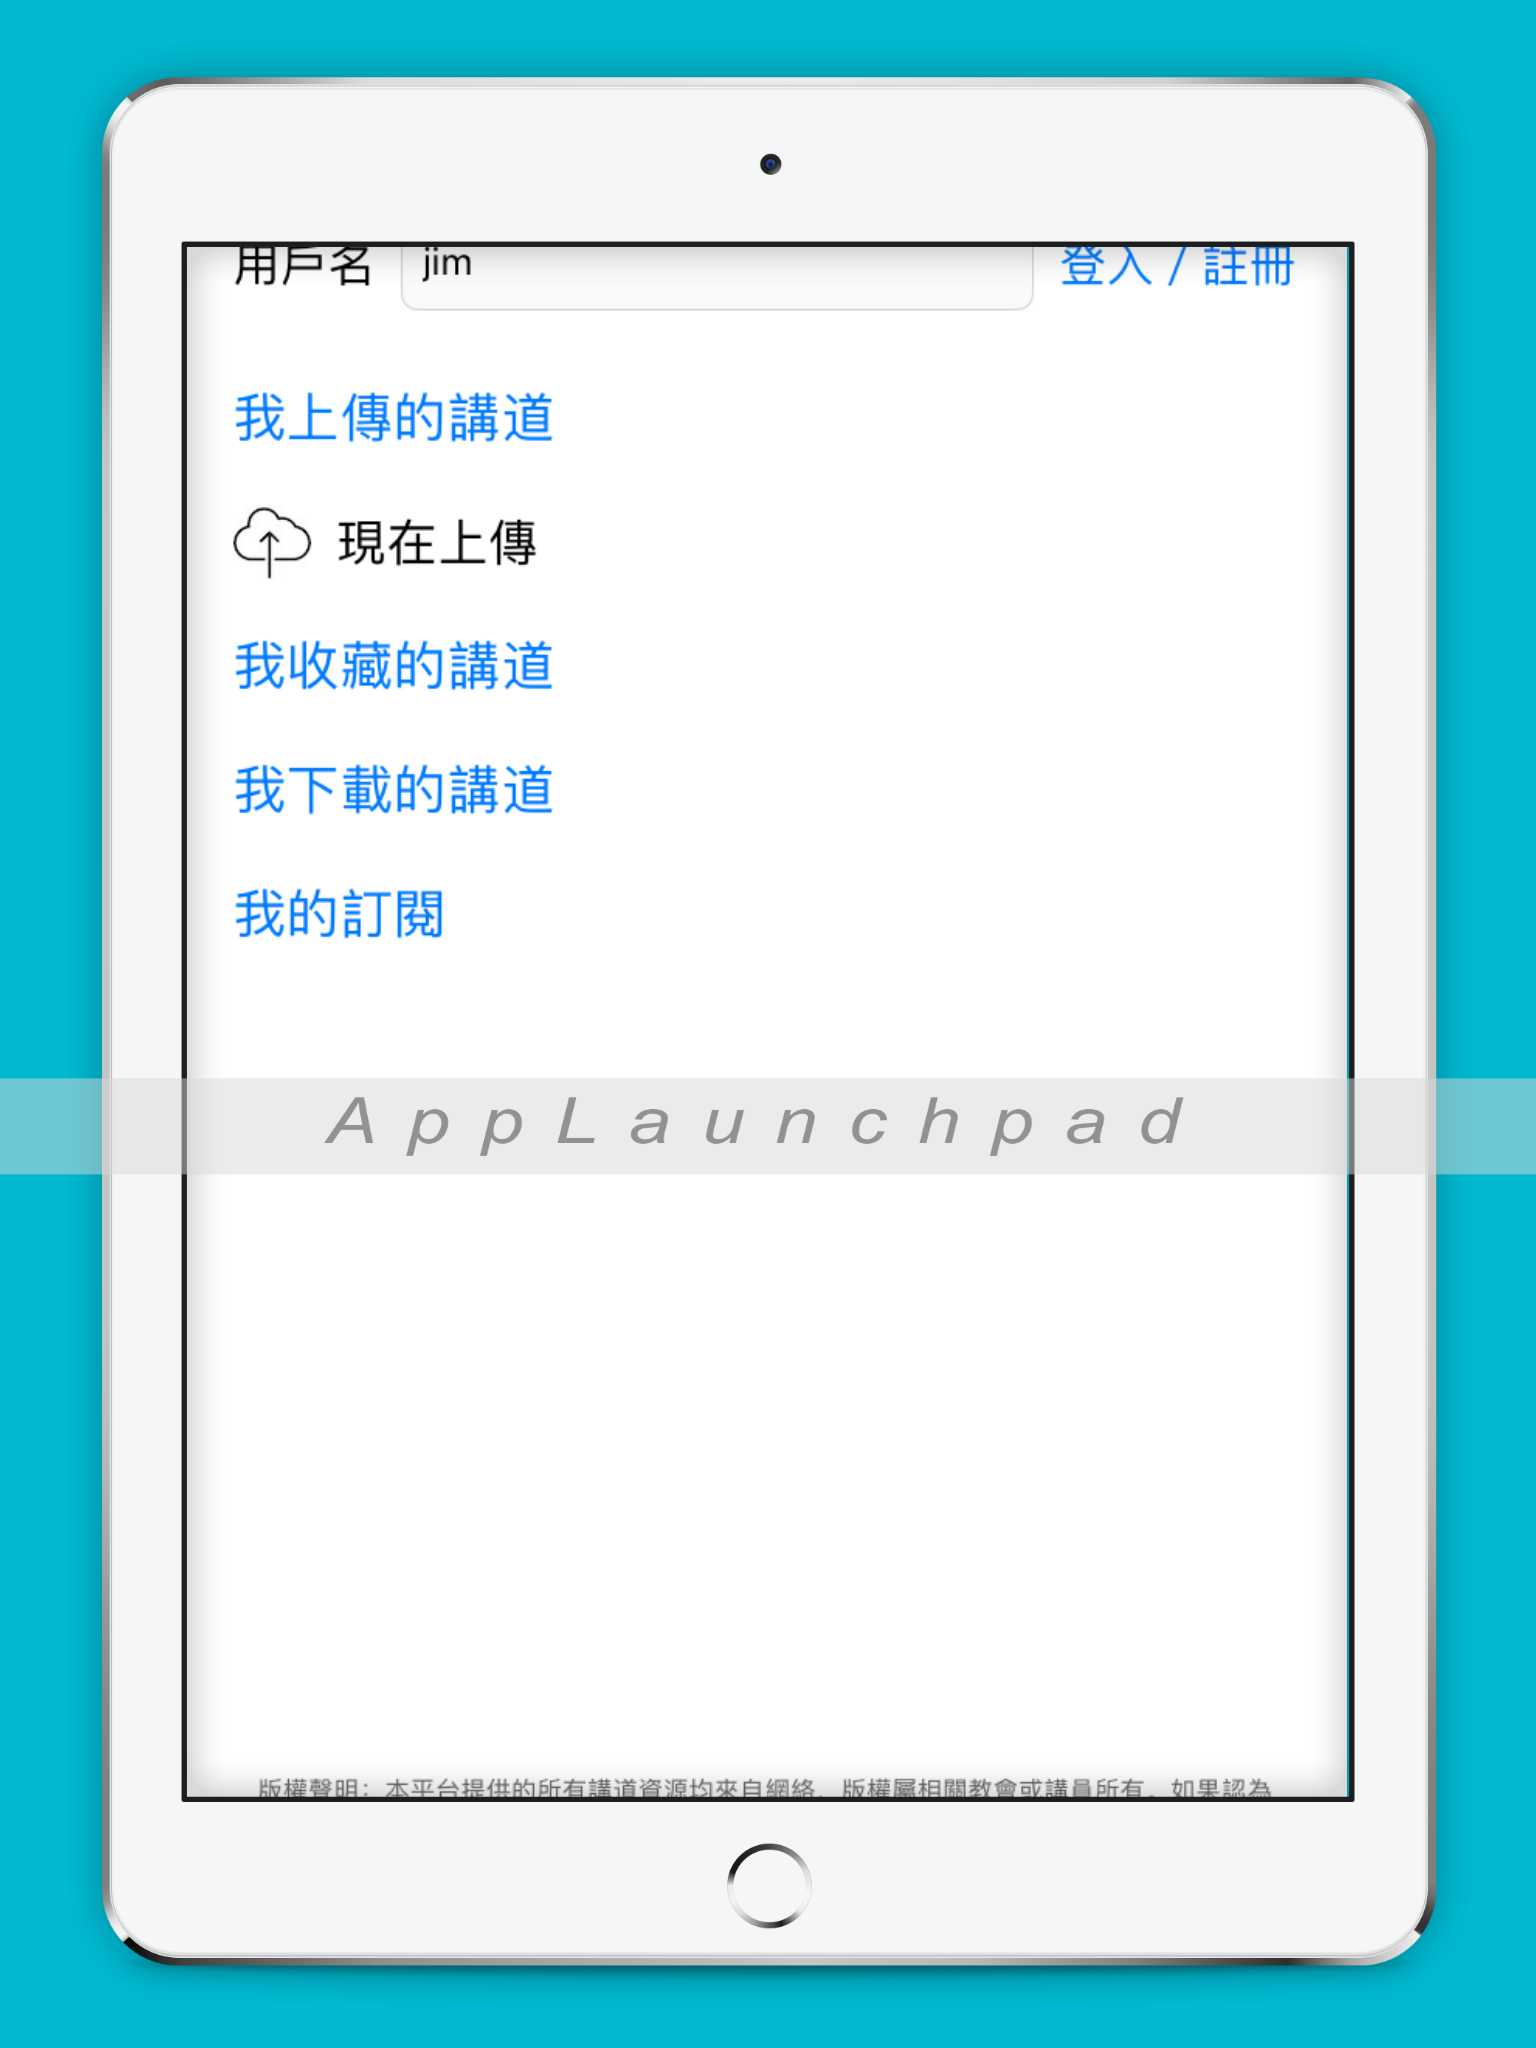 用戶名 jim 登入 / 註冊
我上傳的講道
現在上傳
我收藏的講道
我下載的講道
我的訂閱
AppLaunchpad
版權聲明：本平台提供的所有講道資源均來自網絡，版權屬相關教會或講員所有。如果認為